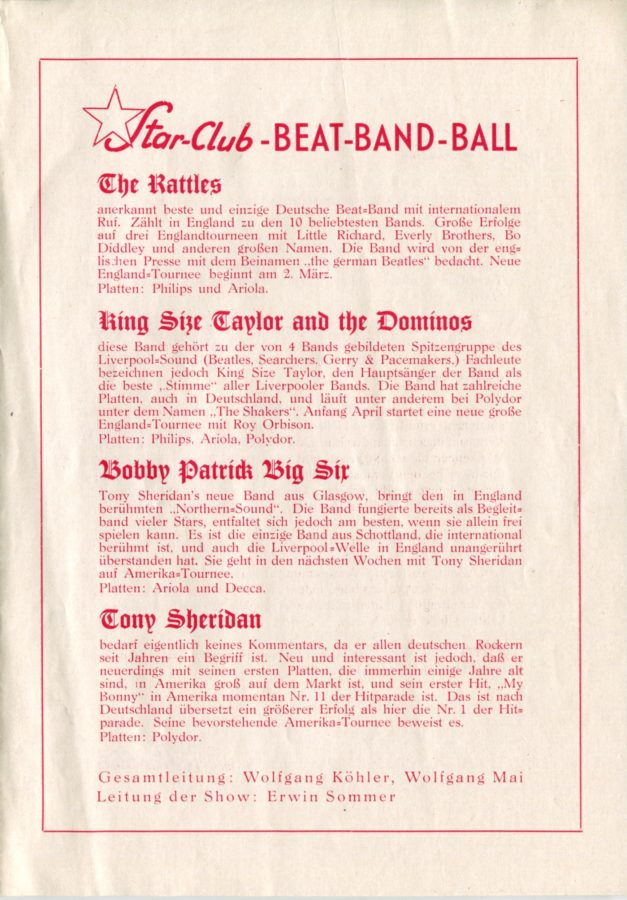 Star-Club - BEAT-BAND-BALL
The Rattles
anerkannt beste und einzige Deutsche Beat=Band mit internationalem
Ruf. Zählt in England zu den 10 beliebtesten Bands. Große Erfolge
auf drei Englandtourneen mit Little Richard, Everly Brothers, Bo
Diddley und anderen großen Namen. Die Band wird von der eng=
lischen Presse mit dem Beinamen „the german Beatles" bedacht. Neue
England=Tournee beginnt am 2. März.
Platten: Philips und Ariola.
King Size Taylor and the Dominos
diese Band gehört zu der von 4 Bands gebildeten Spitzengruppe des
Liverpool=Sound (Beatles, Searchers, Gerry & Pacemakers,) Fachleute
bezeichnen jedoch King Size Taylor, den Hauptsänger der Band als
die beste „Stimme" aller Liverpooler Bands. Die Band hat zahlreiche
Platten, auch in Deutschland, und läuft unter anderem bei Polydor
unter dem Namen „The Shakers". Anfang April startet eine neue große
England=Tournee mit Roy Orbison.
Platten: Philips, Ariola, Polydor.
Bobby Patrick Big Six
Tony Sheridan's neue Band aus Glasgow, bringt den in England
berühmten „Northern=Sound". Die Band fungierte bereits als Begleit=
band vieler Stars, entfaltet sich jedoch am besten, wenn sie allein frei
spielen kann. Es ist die einzige Band aus Schottland, die international
berühmt ist, und auch die Liverpool=Welle in England unangerührt
überstanden hat. Sie geht in den nächsten Wochen mit Tony Sheridan
auf Amerika=Tournee.
Platten: Ariola und Decca.
Tony Sheridan
bedarf eigentlich keines Kommentars, da er allen deutschen Rockern
seit Jahren ein Begriff ist. Neu und interessant ist jedoch, daß er
neuerdings mit seinen ersten Platten, die immerhin einige Jahre alt
sind, in Amerika groß auf dem Markt ist, und sein erster Hit, „My
Bonny" in Amerika momentan Nr. 11 der Hitparade ist. Das ist nach
Deutschland übersetzt ein größerer Erfolg als hier die Nr. 1 der Hit=
parade. Seine bevorstehende Amerika=Tournee beweist es.
Platten: Polydor.
Gesamtleitung: Wolfgang Köhler, Wolfgang Mai
Leitung der Show: Erwin Sommer